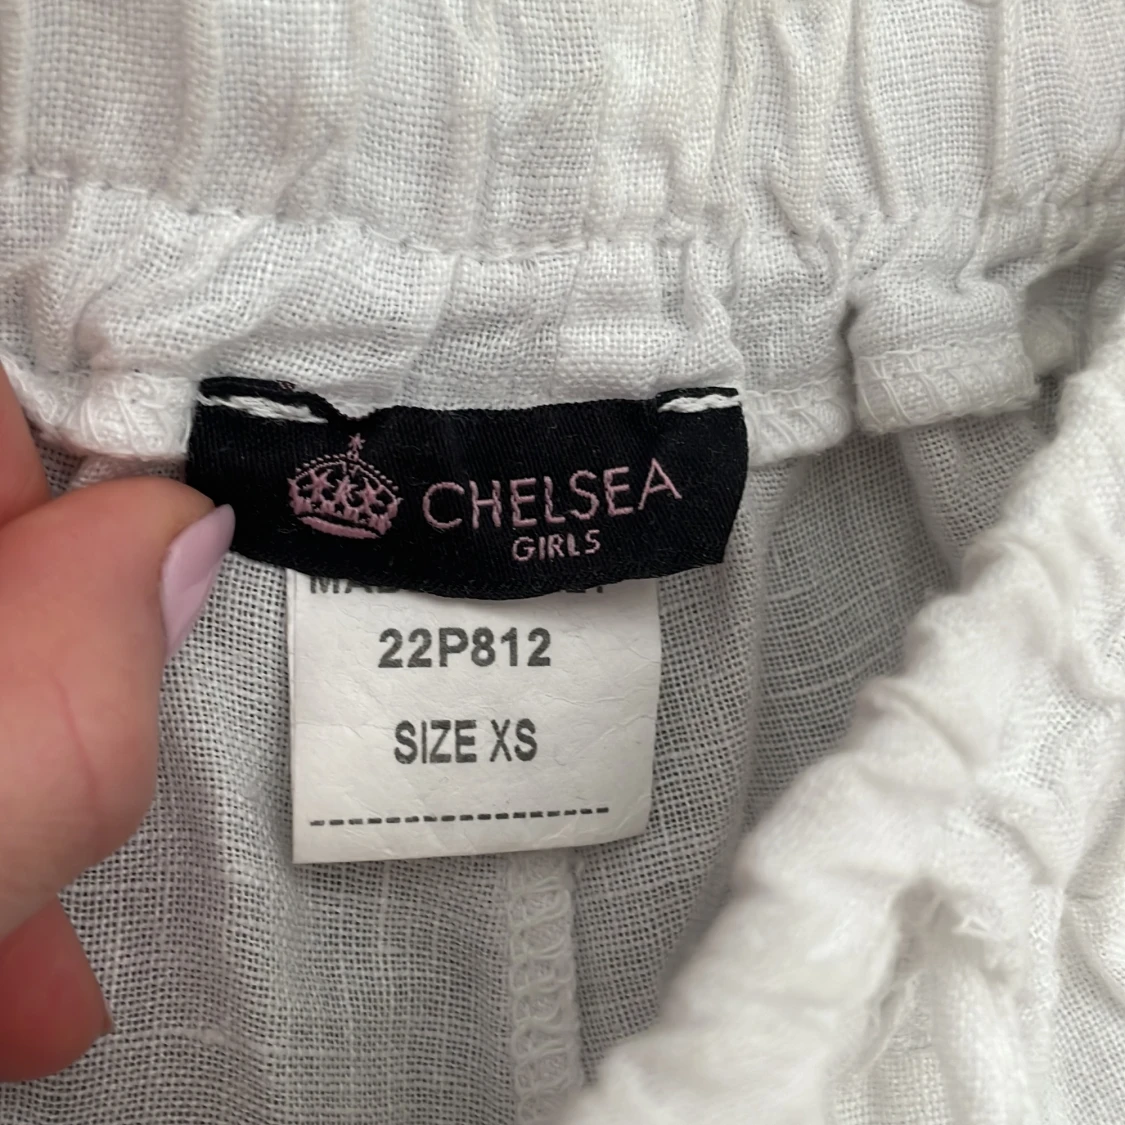 CHELSEA
GIRLS
22P812
SIZE XS